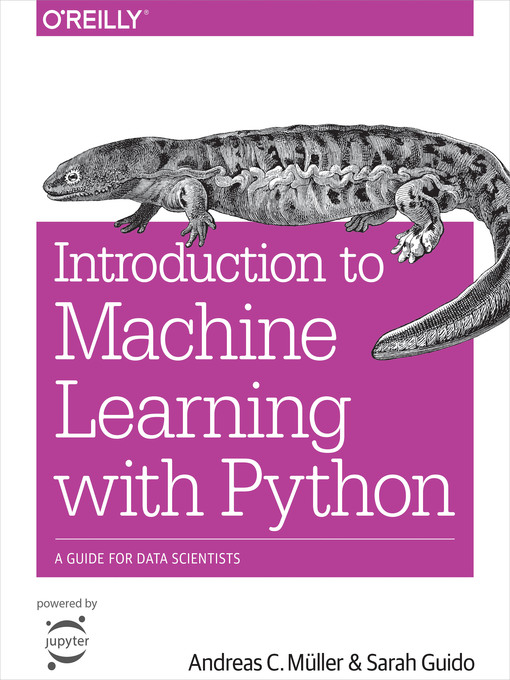 O'REILLY®
Introduction to
Machine
Learning
with Python
A GUIDE FOR DATA SCIENTISTS
powered by
jupyter
Andreas C. Müller & Sarah Guido